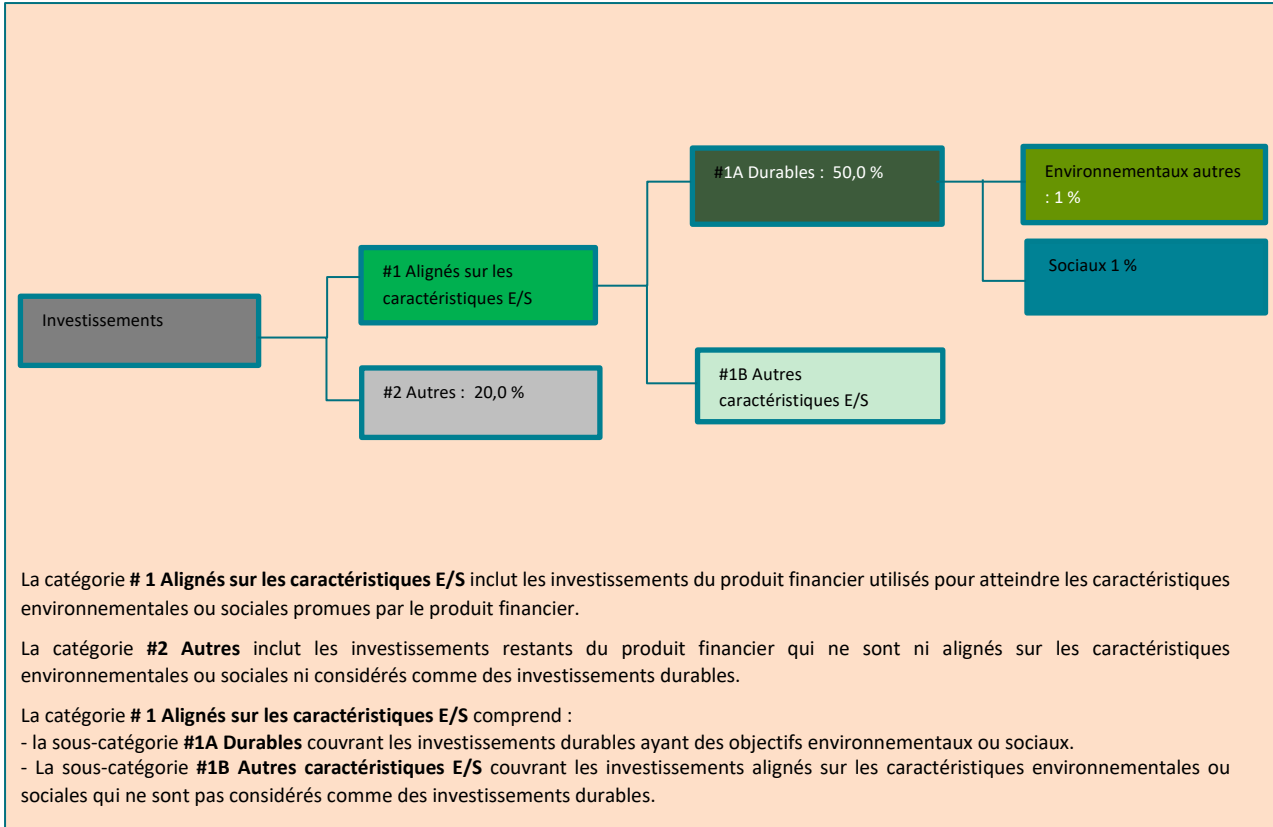 #1A Durables : 50,0 %
Environnementaux autres
: 1 %
Sociaux 1 %
#1 Alignés sur les
caractéristiques E/S
Investissements
#2 Autres : 20,0 %
#1B Autres
caractéristiques E/S
La catégorie # 1 Alignés sur les caractéristiques E/S inclut les investissements du produit financier utilisés pour atteindre les caractéristiques
environnementales ou sociales promues par le produit financier.
La catégorie #2 Autres inclut les investissements restants du produit financier qui ne sont ni alignés sur les caractéristiques
environnementales ou sociales ni considérés comme des investissements durables.
La catégorie # 1 Alignés sur les caractéristiques E/S comprend :
- la sous-catégorie #1A Durables couvrant les investissements durables ayant des objectifs environnementaux ou sociaux.
- La sous-catégorie #1B Autres caractéristiques E/S couvrant les investissements alignés sur les caractéristiques environnementales ou
sociales qui ne sont pas considérés comme des investissements durables.